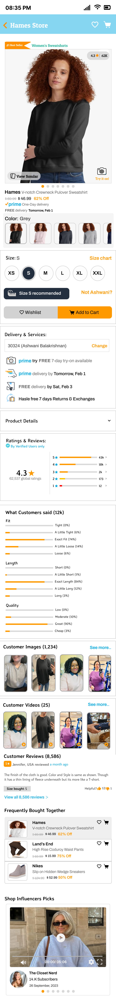 08:35 PM
Hames Store
#1 Best Seller
Women's Sweatshirts
4.3 | 62K
View Similar
Try it on!
Hames V-notch Crewneck Pulover Sweatshirt
$ 69.99 $ 46.99 62% Off
prime One-Day delivery
FREE delivery Tomorrow, Feb 1
Color: Grey
Size: S
Size chart
XS S M L XL XXL
Size S recommended
Not Ashwani?
Wishlist
Add to Cart
Delivery & Services:
30324 (Ashwani Balakrishnan)
Change
prime try FREE 7-day try-on available
prime delivery by Tomorrow, Feb 1
FREE delivery by Sat, Feb 3
Hasle free 7 days Returns & Exchanges
Product Details
Ratings & Reviews:
By Verified Users only
4.3
62,537 global ratings
5 43k
4 18k
3 2k
2 173
1 12
What Customers said (12k)
Fit
Tight (0%)
A Little Tight (6%)
Exact Fit (74%)
A Little Loose (14%)
Loose (6%)
Length
Short (0%)
A Little Short (1%)
Exact Length (84%)
A Little Long (12%)
Long (3%)
Quality
Low (0%)
Moderate (10%)
Great (90%)
Cheap (3%)
Customer Images (1,234)
See more..
Customer Videos (25)
See more..
Customer Reviews (8,586)
5★ Jennifer, USA reviewed a month ago
The finish of the cloth is good. Color and Style is same as shown. Though
it has a thin lining of fleece underneath but its more like a T-shirt.
Size bought: S
Helpful? 12 1
View all 8,586 reviews >
Frequently Bought Together
Hames
V-notch Crewneck Pulover Sweatshirt
$ 69.99 $ 46.99 62% Off
Land's End
High Rise Coduroy Waist Pants
$ 59.99 $ 15.99 75% Off
Nikes
Slip on Hidden Wedge Sneakers
$ 124.99 $ 52.99 50% Off
Shop Influencers Picks
00:00/ 05:06
The Closet Nerd
14.K Subscribers
26 September, 2023